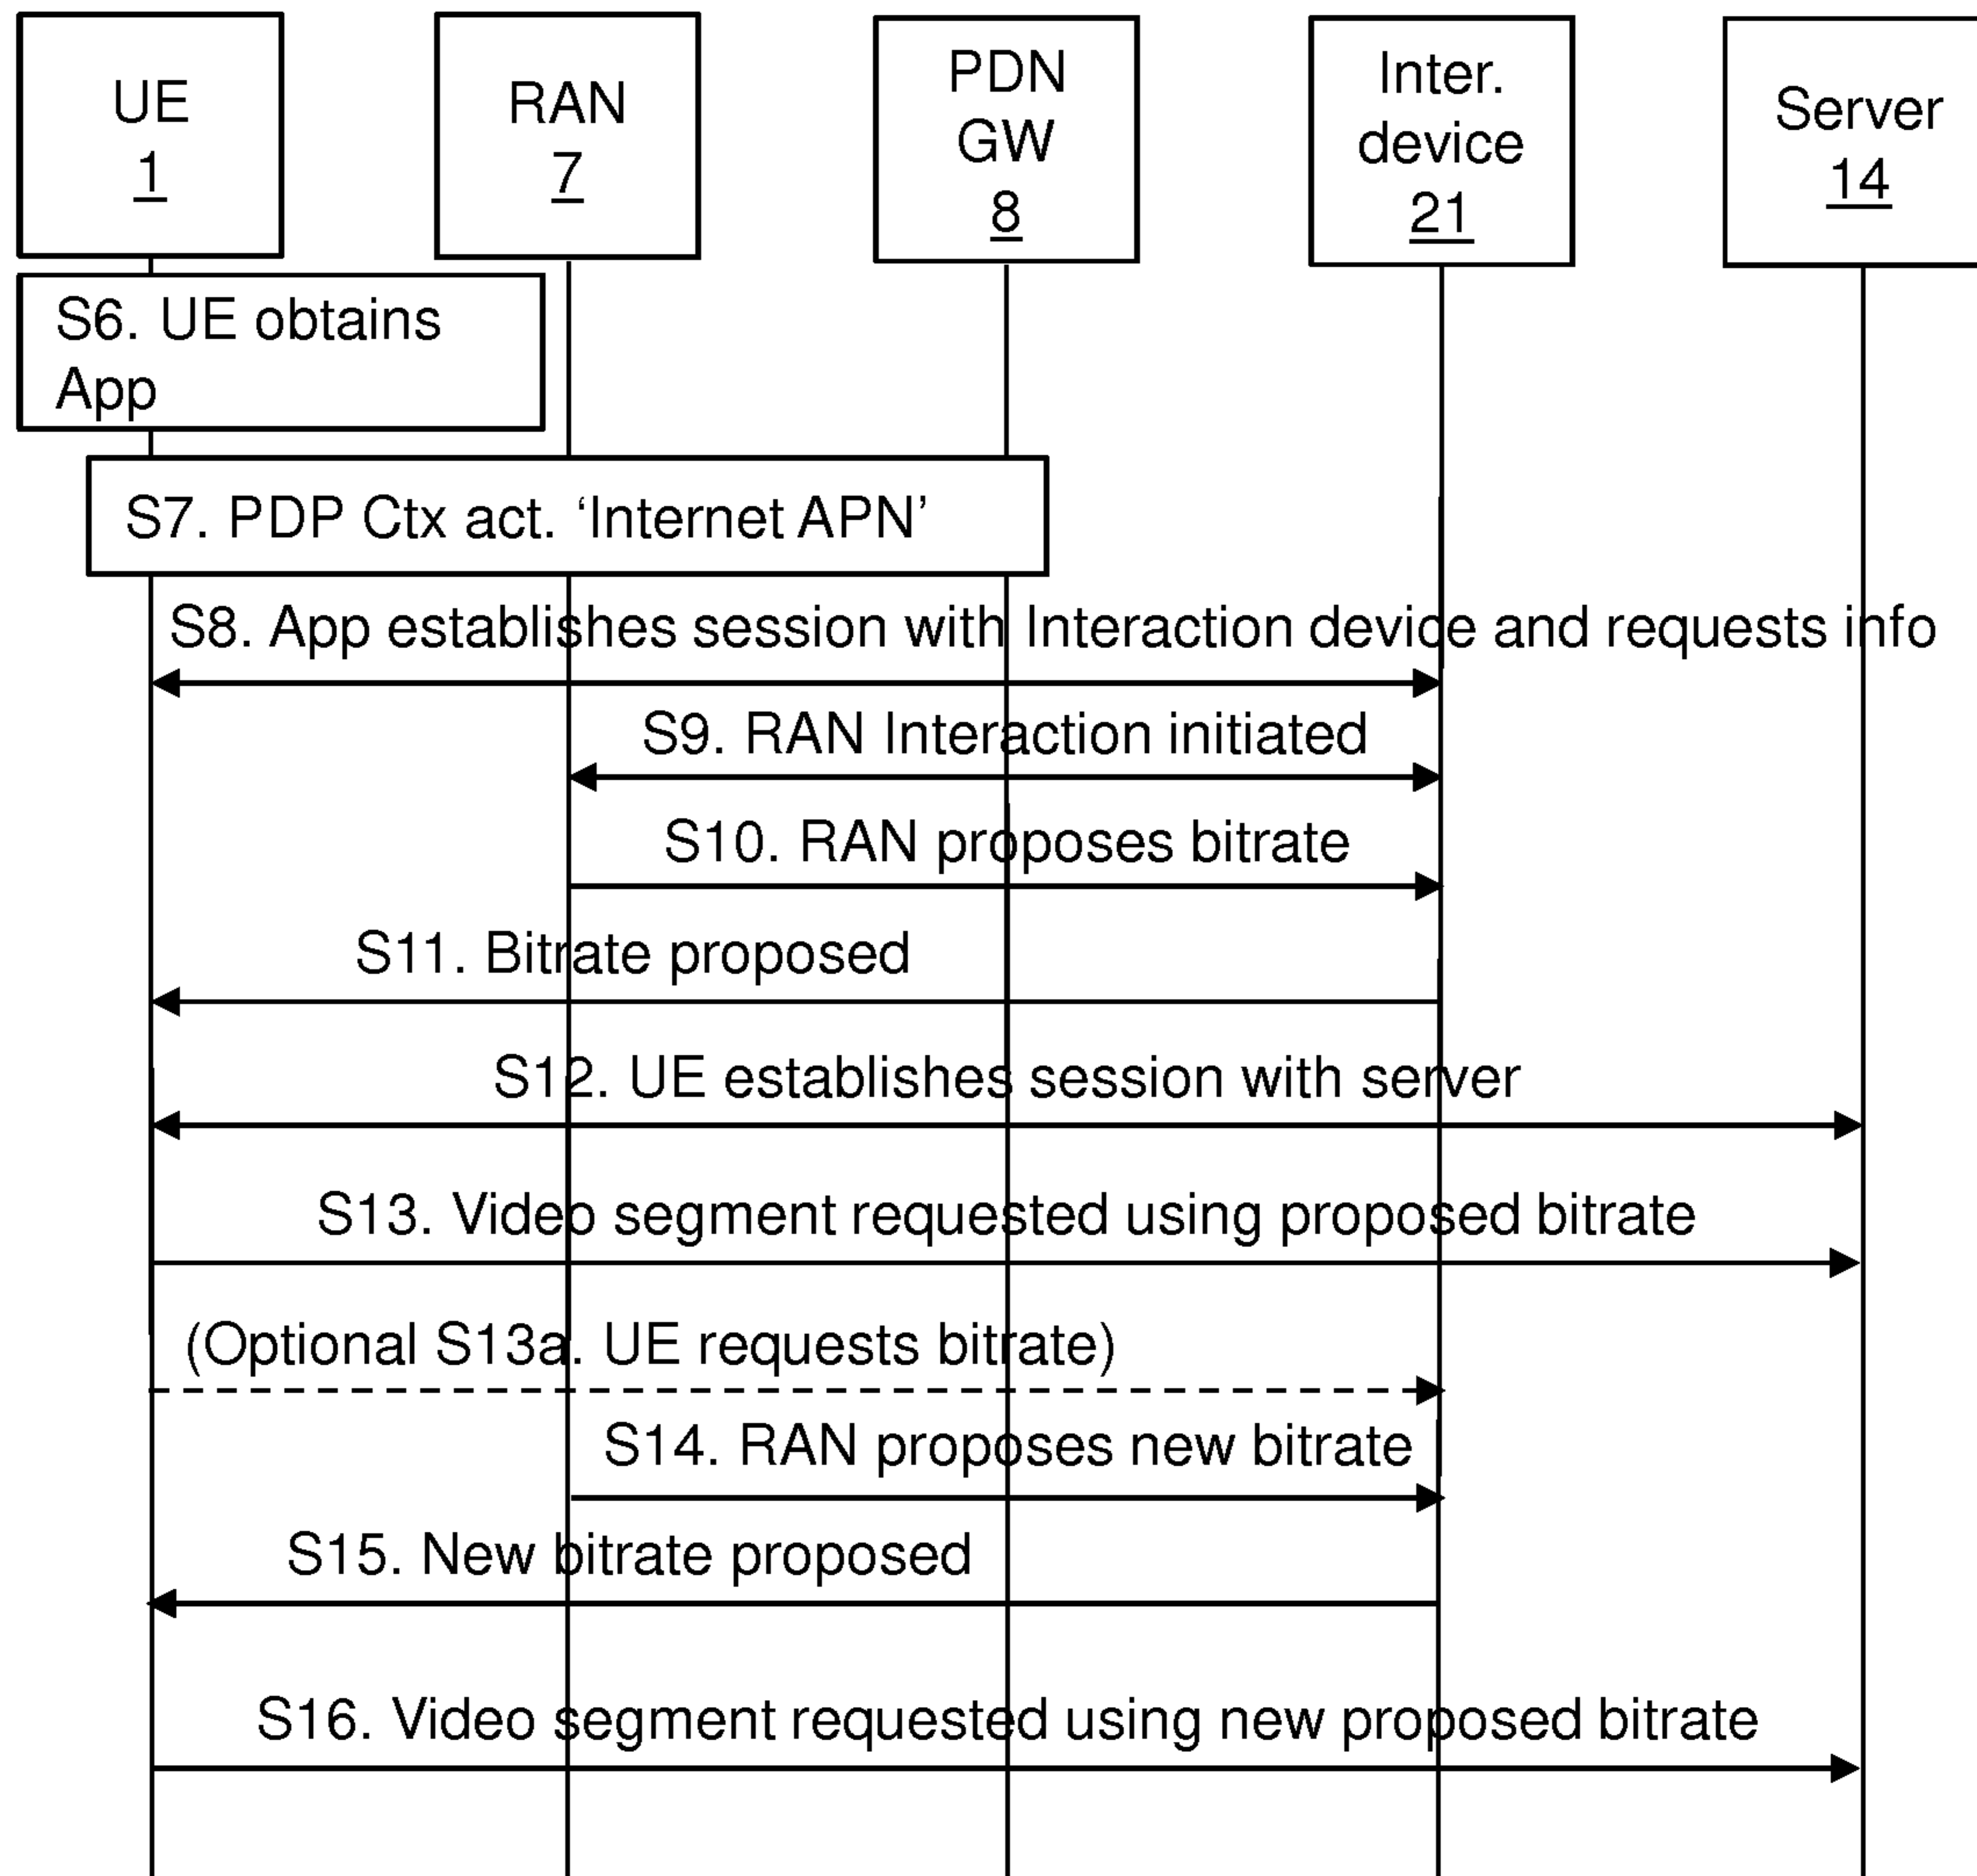 UE
1
RAN
7
PDN
GW
8
Inter.
device
21
Server
14
S6. UE obtains
App
S7. PDP Ctx act. ‘Internet APN’
S8. App establishes session with Interaction device and requests info
S9. RAN Interaction initiated
S10. RAN proposes bitrate
S11. Bitrate proposed
S12. UE establishes session with server
S13. Video segment requested using proposed bitrate
(Optional S13a. UE requests bitrate)
S14. RAN proposes new bitrate
S15. New bitrate proposed
S16. Video segment requested using new proposed bitrate